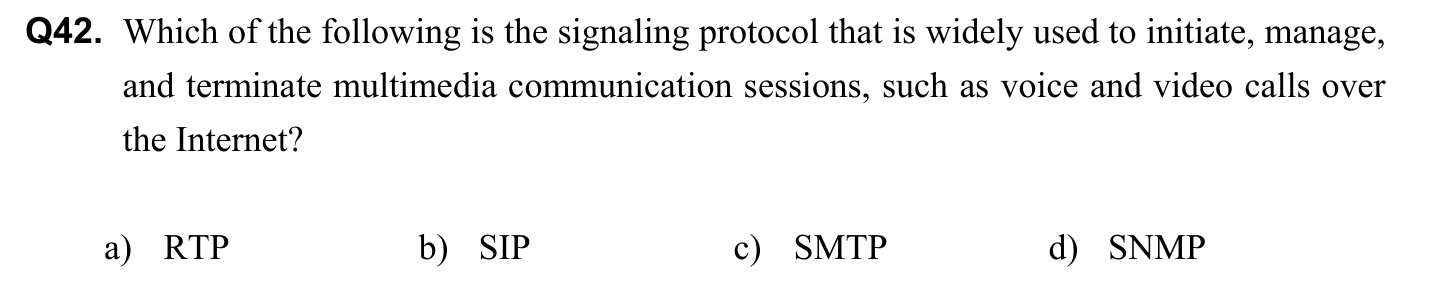 Q42. Which of the following is the signaling protocol that is widely used to initiate, manage,
and terminate multimedia communication sessions, such as voice and video calls over
the Internet?
a) RTP b) SIP c) SMTP d) SNMP